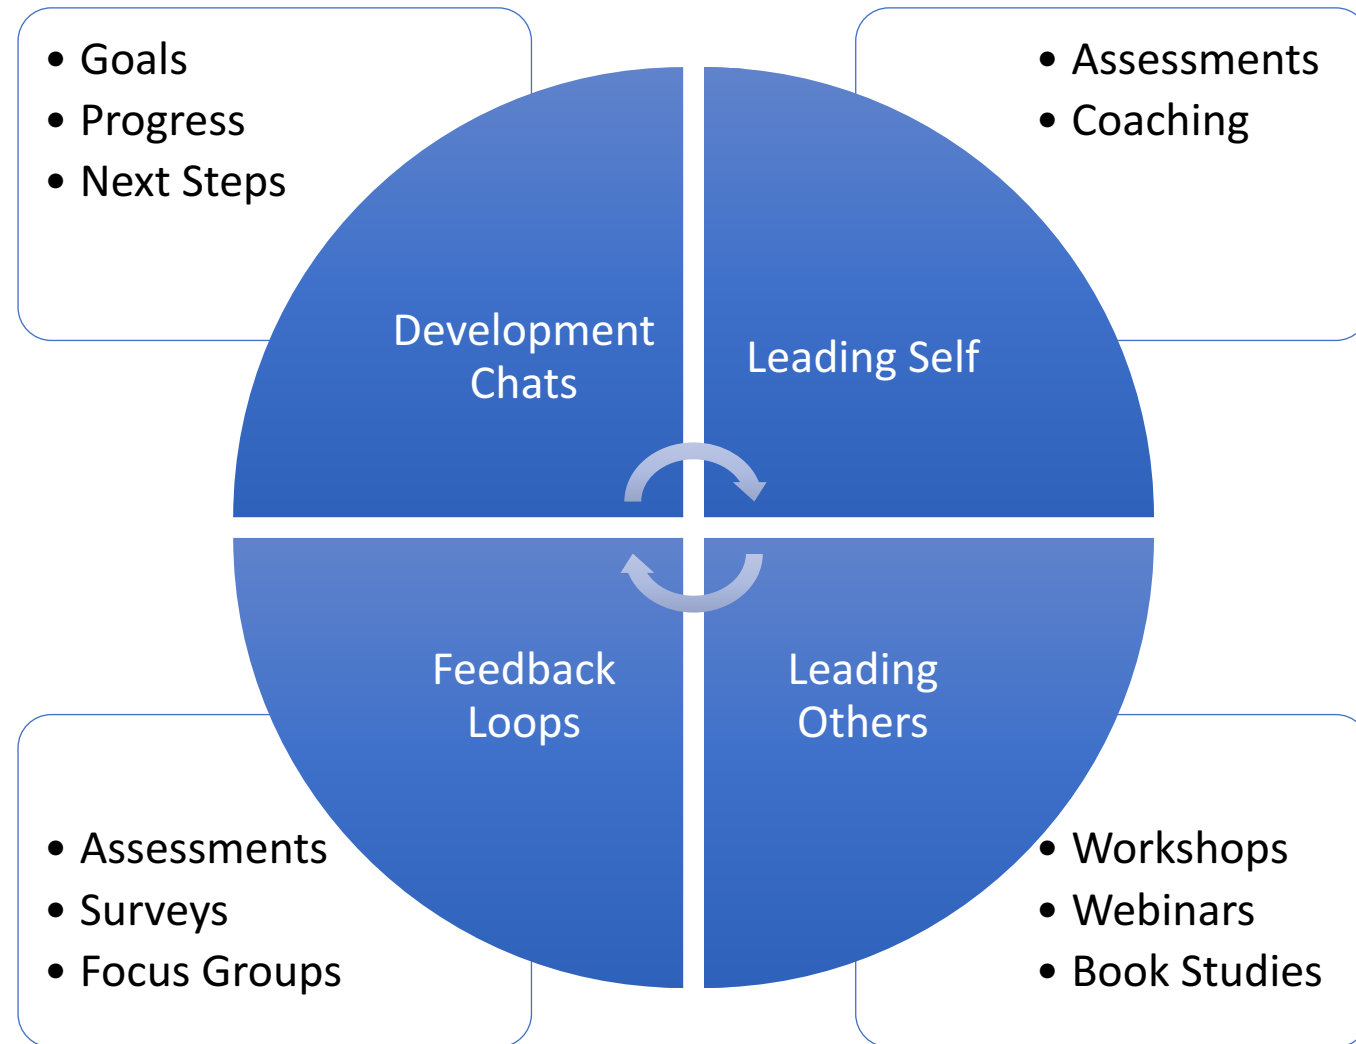 • Goals
• Progress
• Next Steps
• Assessments
• Coaching
Development
Chats
Leading Self
Feedback
Loops
Leading
Others
• Assessments
• Surveys
• Focus Groups
• Workshops
• Webinars
• Book Studies